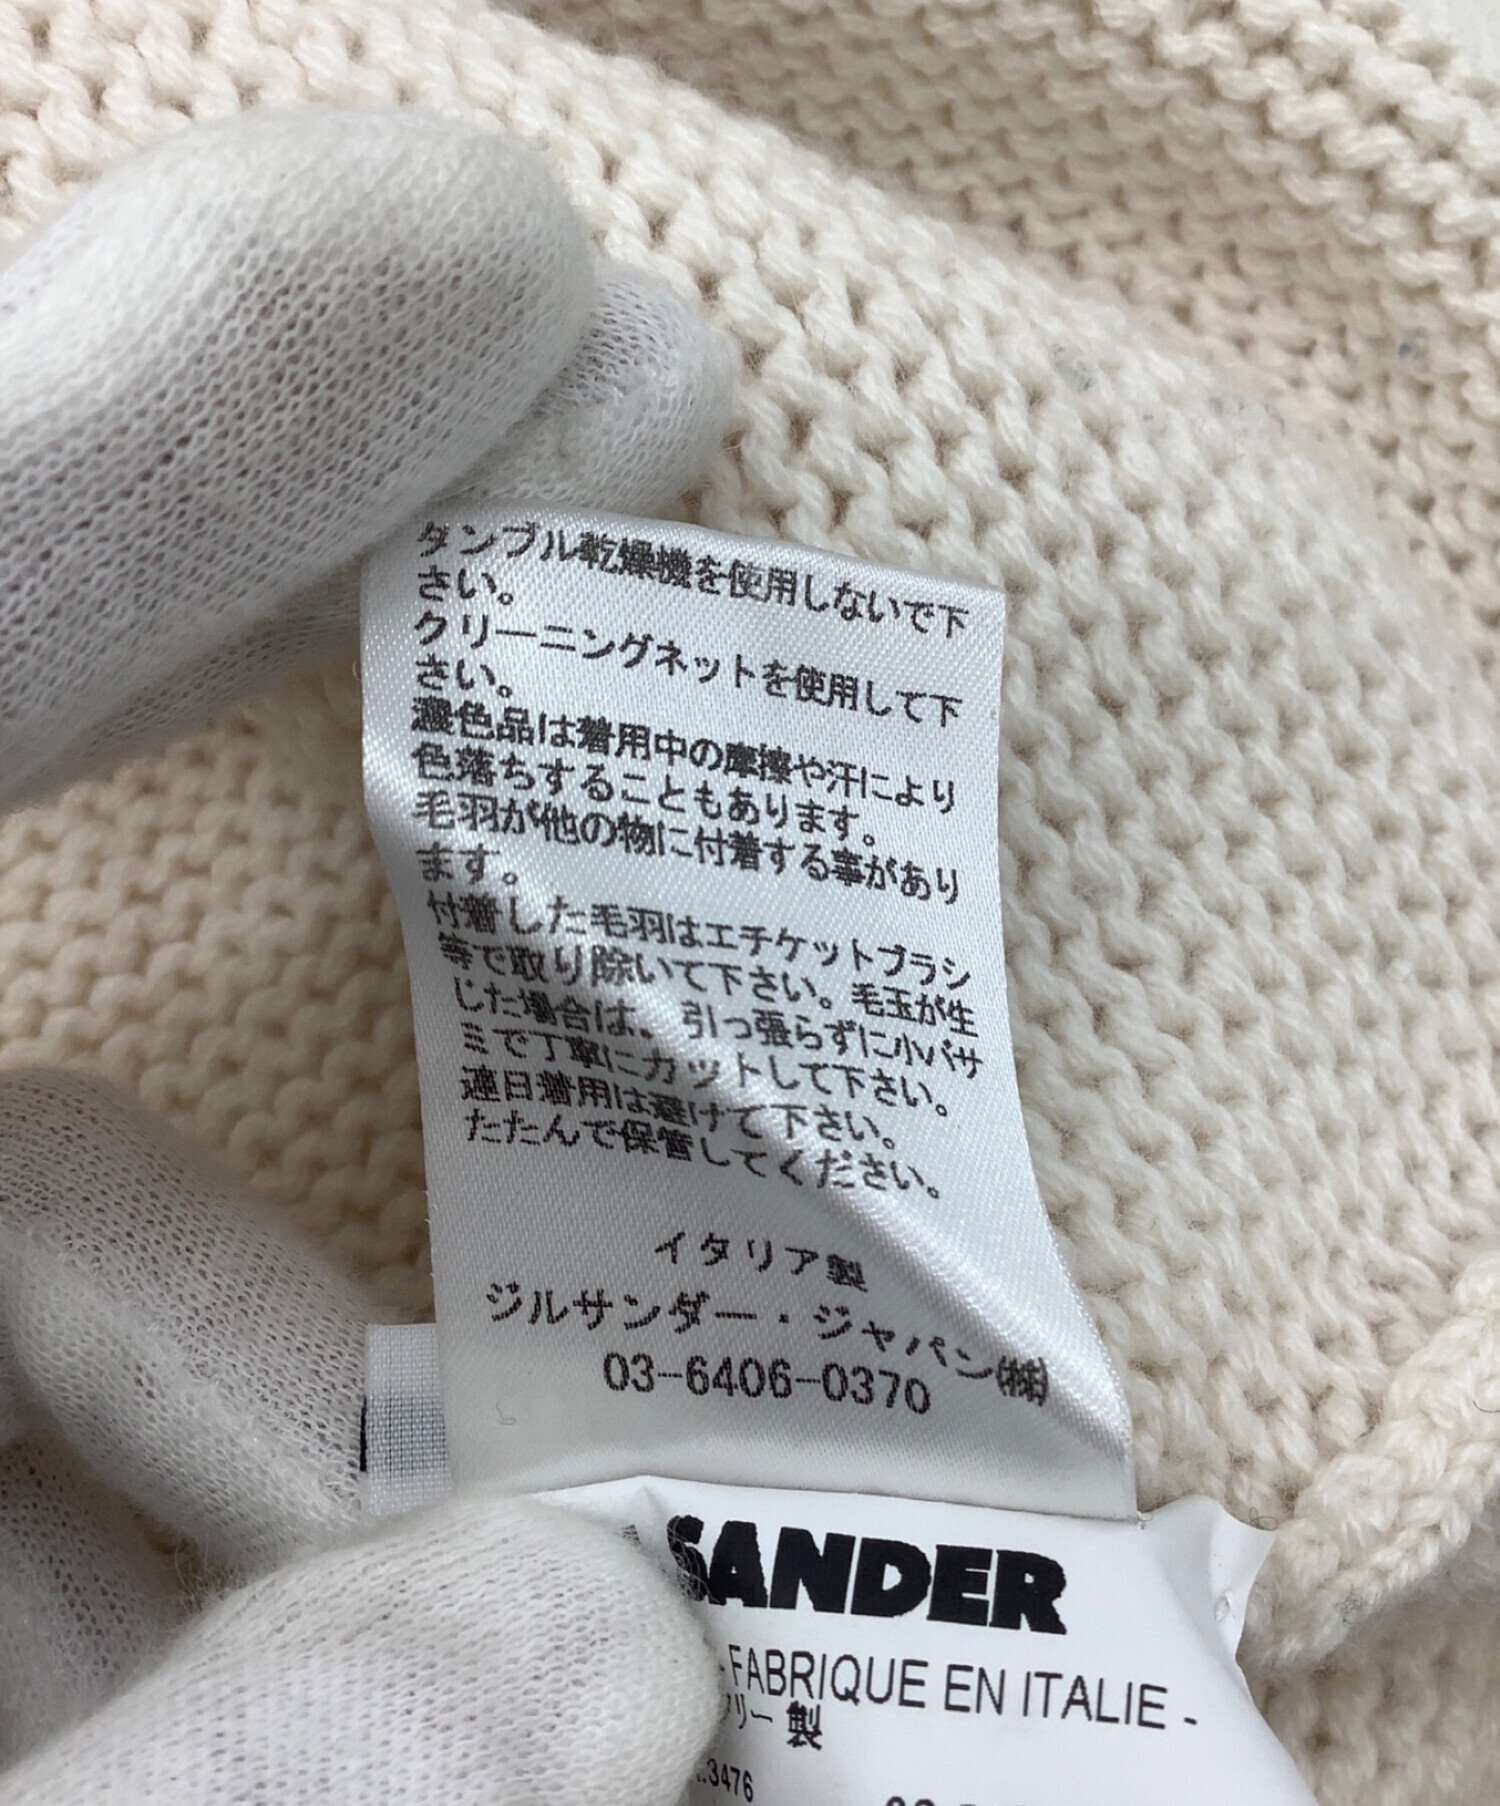 タンブル乾燥機を使用しないで下
さい。
クリーニングネットを使用して下
さい。
濃色品は着用中の摩擦や汗により
色落ちすることもあります。
毛羽が他の物に付着する事があり
ます。
付着した毛羽はエチケットブラシ
等で取り除いて下さい。毛玉が生
じた場合は、引っ張らずに小バサ
ミで丁寧にカットして下さい。
連日着用は避けて下さい。
たたんで保管してください。
イタリア製
ジルサンダー・ジャパン(株)
03-6406-0370
SANDER
- FABRIQUE EN ITALIE -
リー 製
.3476